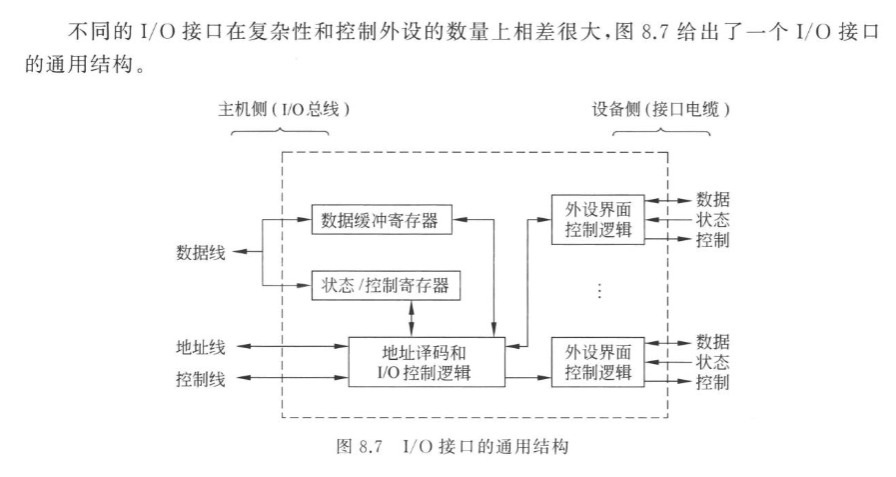 不同的 I/O 接口在复杂性和控制外设的数量上相差很大,图 8.7 给出了一个 I/O 接口
的通用结构。
主机侧(I/O总线)
设备侧(接口电缆)
数据缓冲寄存器
外设界面
控制逻辑
数据
状态
控制
数据线
状态/控制寄存器
⋮
地址线
控制线
地址译码和
I/O控制逻辑
外设界面
控制逻辑
数据
状态
控制
图 8.7 I/O 接口的通用结构